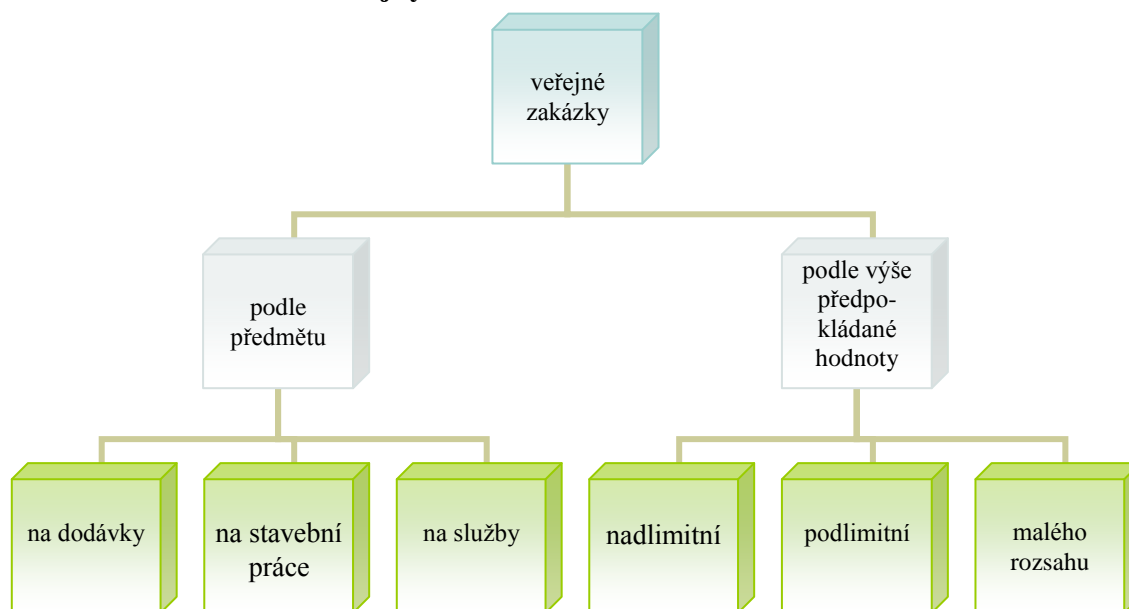 veřejné
zakázky
podle
předmětu
podle výše
předpo-
kládané
hodnoty
na dodávky
na stavební
práce
na služby
nadlimitní
podlimitní
malého
rozsahu